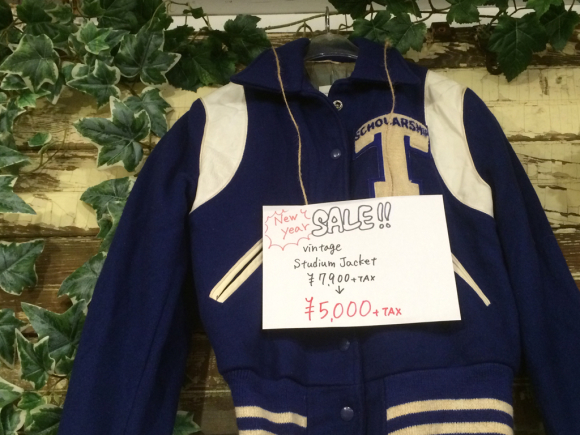 SCHOLARSHIP
T
New year
SALE!!
vintage
Studium Jacket
¥7,900+TAX
↓
¥5,000+TAX